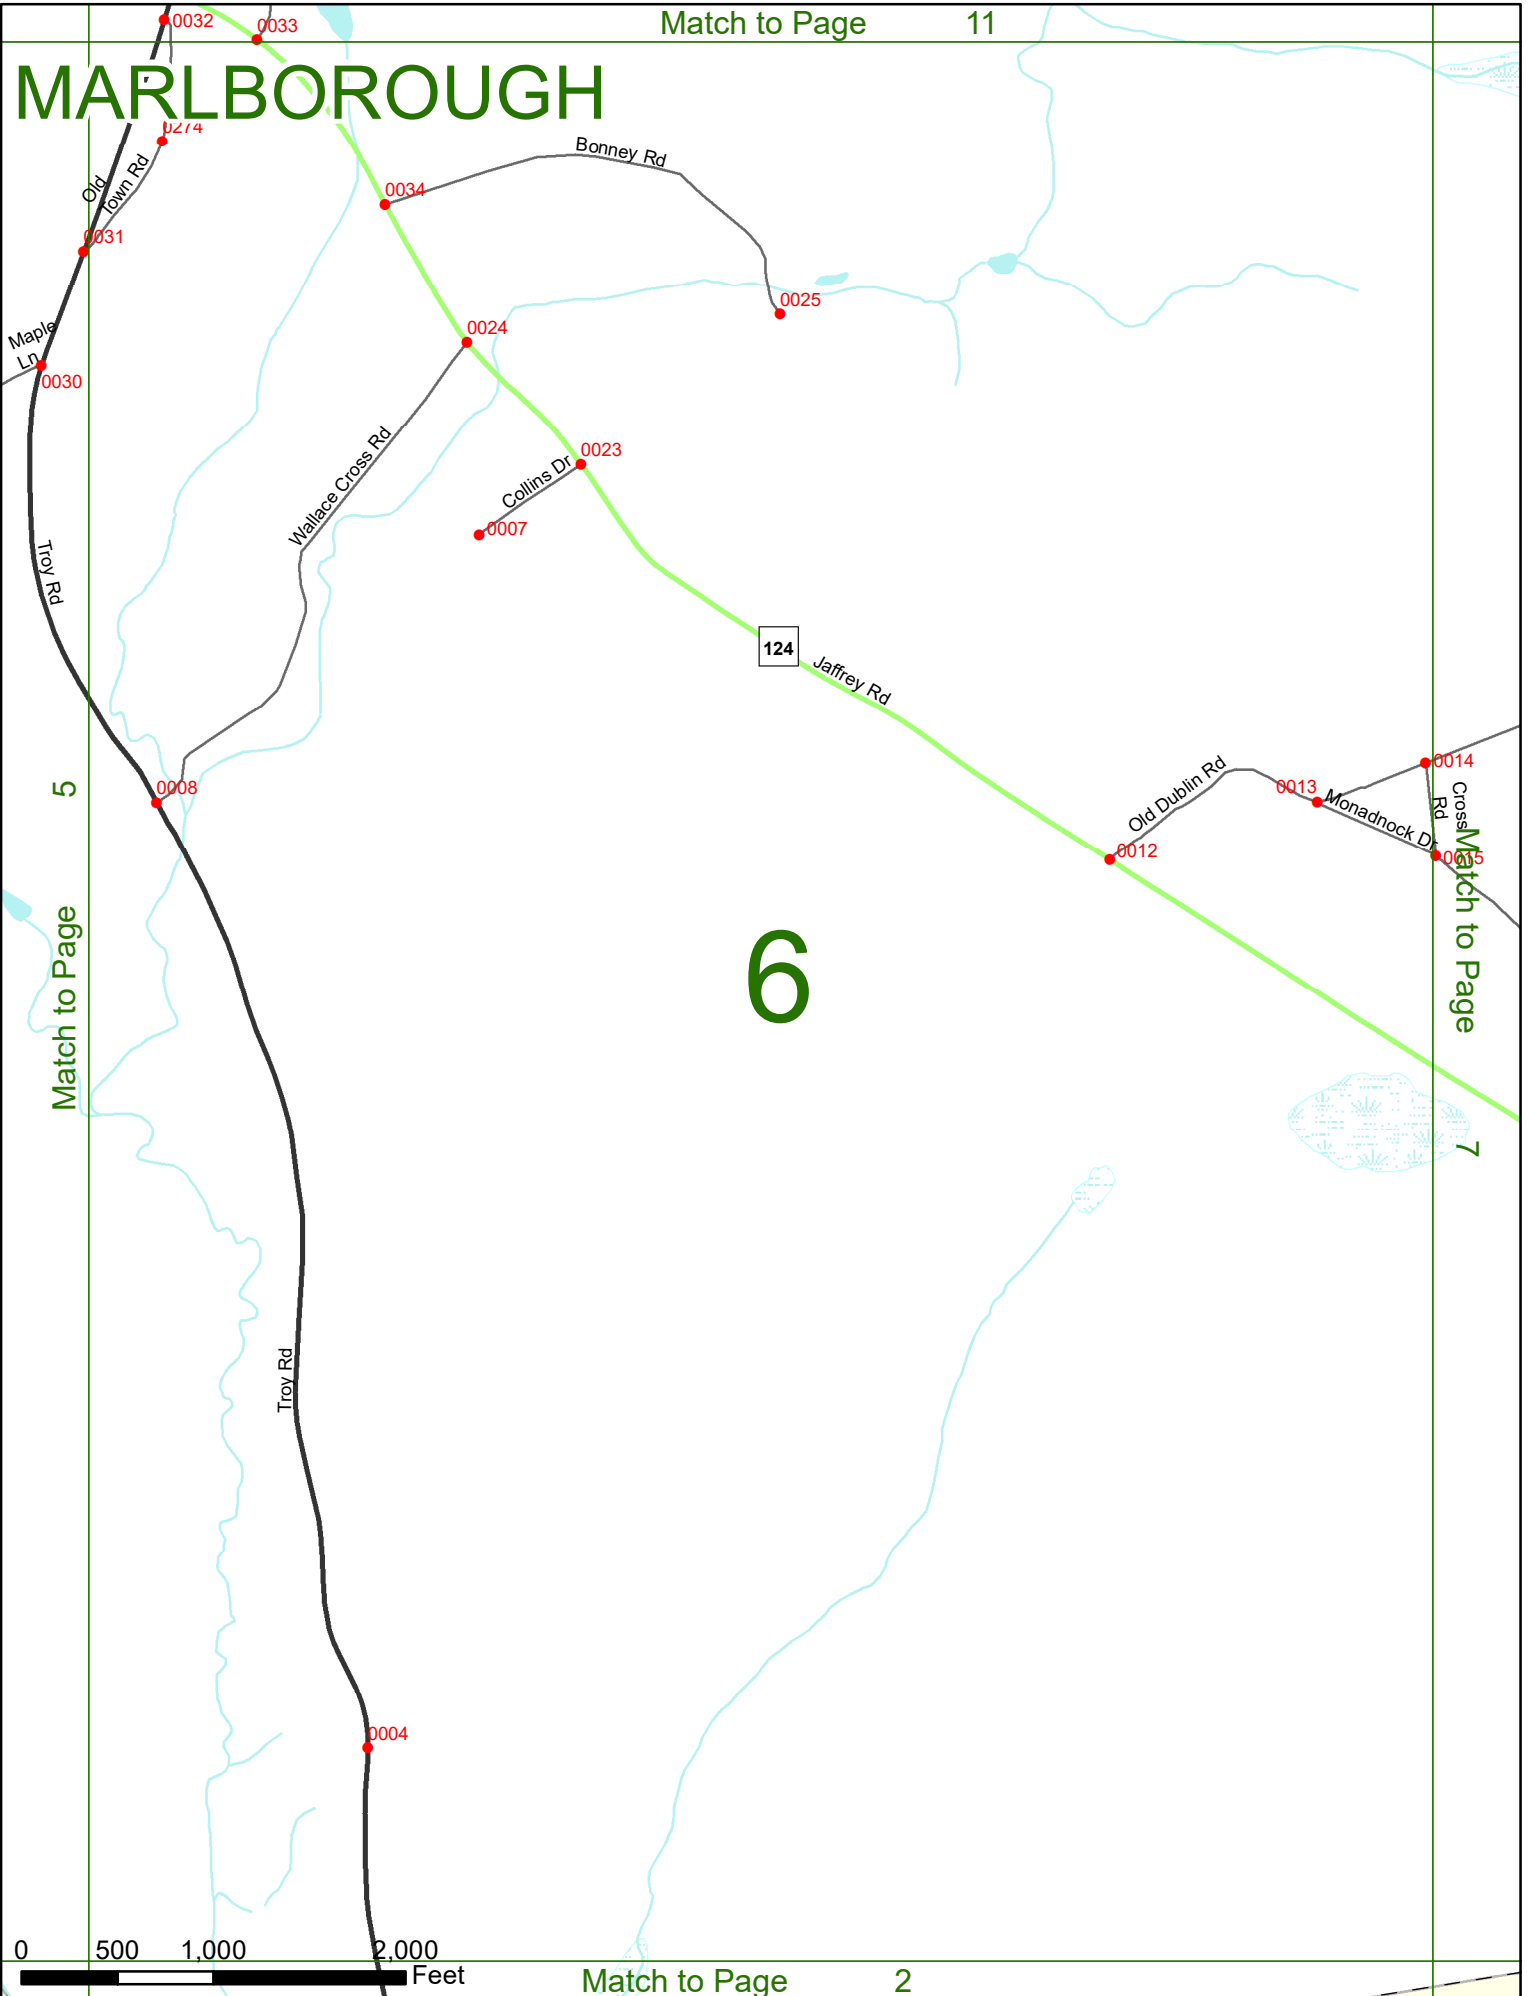 Match to Page 11
0032
0033
MARLBOROUGH
0274
Bonney Rd
Old
Town Rd
0034
0031
0025
0024
Maple
Ln
0030
Wallace Cross Rd
0023
Collins Dr
0007
Troy Rd
124
Jaffrey Rd
0014
Old Dublin Rd
0013
Monadnock Dr
Cross
Rd
0008
0012
0015
Match to Page 5
Match to Page 7
6
Troy Rd
0004
0 500 1,000 2,000
Feet
Match to Page 2